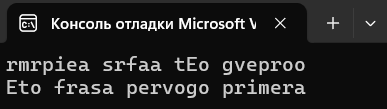 Консоль отладки Microsoft V
rmrpiea srfaa tEo gveproo
Eto frasa pervogo primera